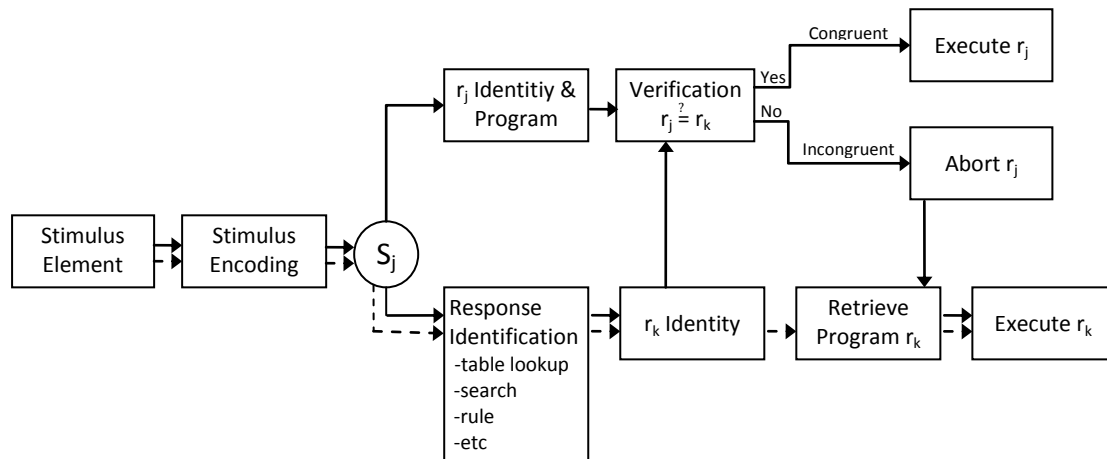 Congruent
Execute rj
Yes
rj Identitiy &
Program
Verification
rj ?= rk
No
Incongruent
Abort rj
Stimulus
Element
Stimulus
Encoding
Sj
Response
Identification
-table lookup
-search
-rule
-etc
rk Identity
Retrieve
Program rk
Execute rk